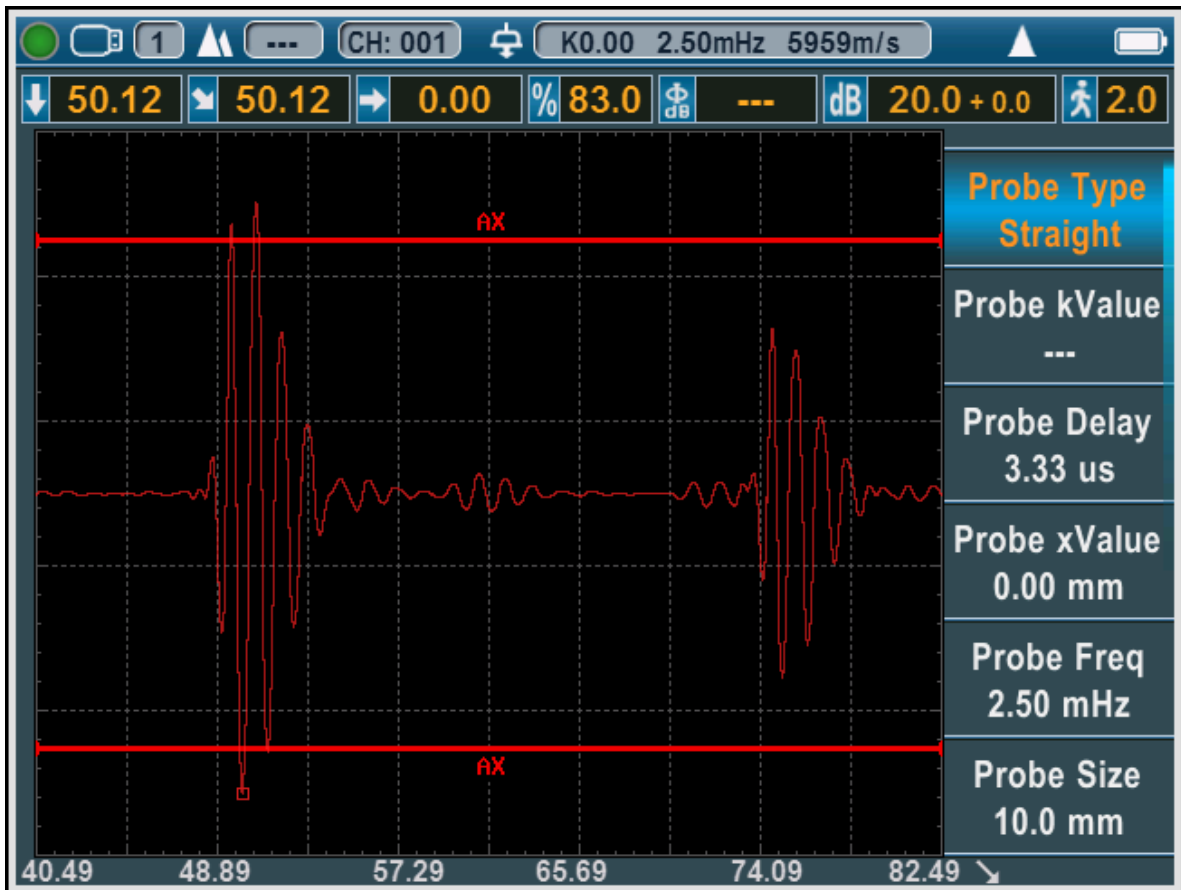 1 --- CH: 001 K0.00 2.50mHz 5959m/s
50.12 50.12 0.00 % 83.0 Φ dB --- dB 20.0 + 0.0 2.0
AX
AX
40.49 48.89 57.29 65.69 74.09 82.49
Probe Type
Straight
Probe kValue
---
Probe Delay
3.33 us
Probe xValue
0.00 mm
Probe Freq
2.50 mHz
Probe Size
10.0 mm